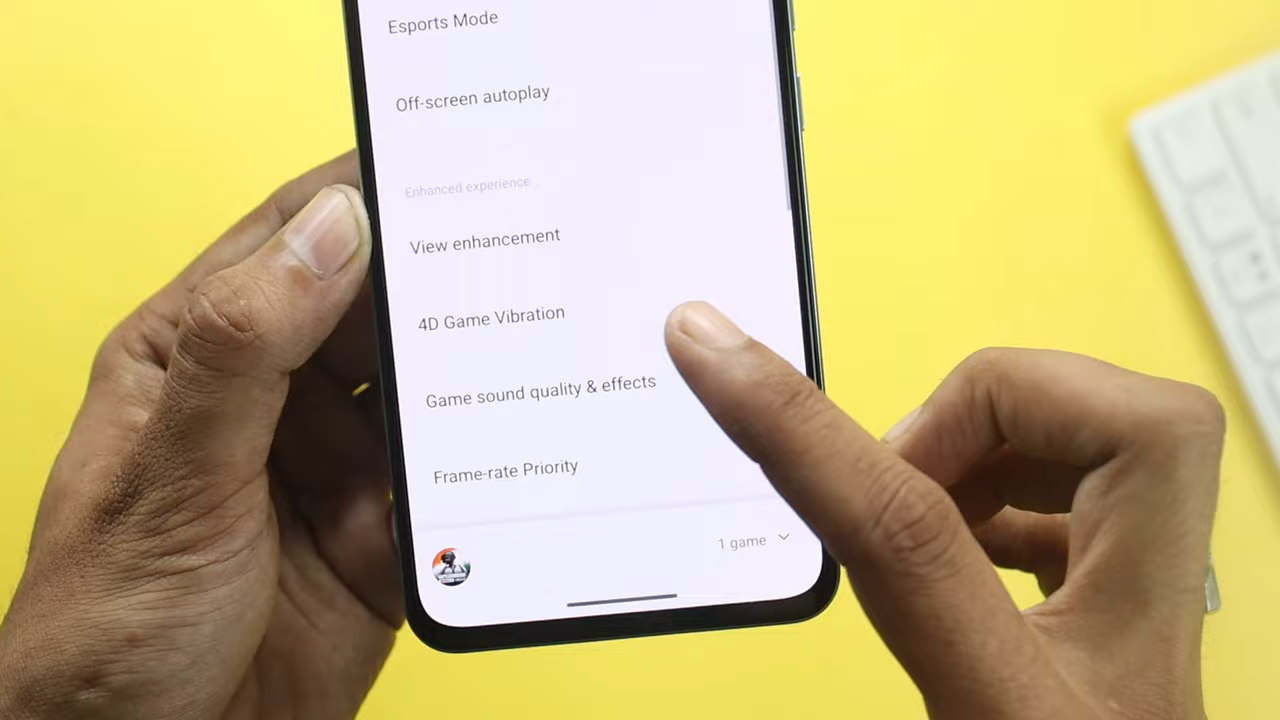 Esports Mode
Off-screen autoplay
Enhanced experience
View enhancement
4D Game Vibration
Game sound quality & effects
Frame-rate Priority
1 game